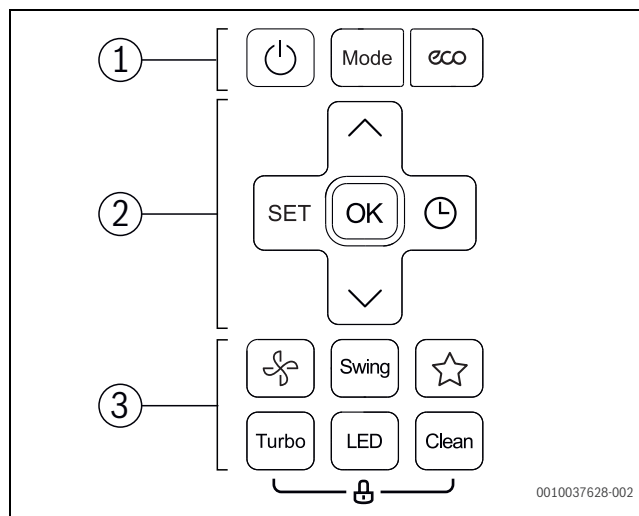 1
Mode
eco
2
SET
OK
3
Swing
Turbo
LED
Clean
0010037628-002